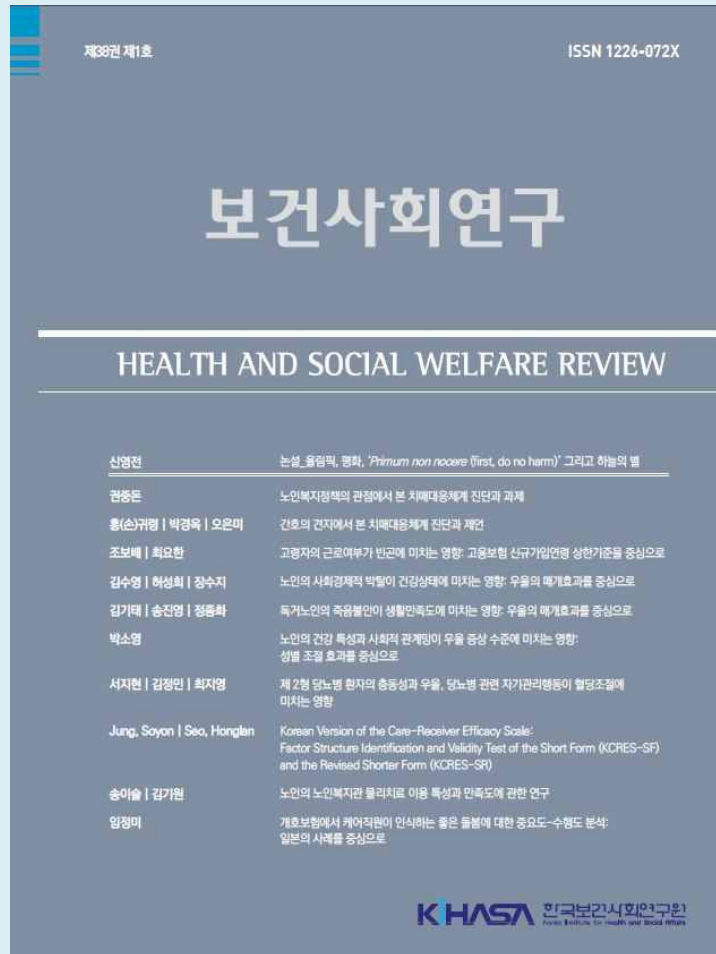 제38권 제1호
ISSN 1226-072X
보건사회연구
HEALTH AND SOCIAL WELFARE REVIEW
신영전 논설_올림픽, 평화, ‘Primum non nocere (first, do no harm)’ 그리고 하늘의 별
권중돈 노인복지정책의 관점에서 본 치매대응체계 진단과 과제
홍(손)귀령 | 박경옥 | 오은미 간호의 견지에서 본 치매대응체계 진단과 제언
조보배 | 최요한 고령자의 근로여부가 빈곤에 미치는 영향: 고용보험 신규가입연령 상한기준을 중심으로
김수영 | 허성희 | 장수지 노인의 사회경제적 박탈이 건강상태에 미치는 영향: 우울의 매개효과를 중심으로
김기태 | 송진영 | 정종화 독거노인의 죽음불안이 생활만족도에 미치는 영향: 우울의 매개효과를 중심으로
박소영 노인의 건강 특성과 사회적 관계망이 우울 증상 수준에 미치는 영향:
성별 조절 효과를 중심으로
서지현 | 김정민 | 최지영 제 2형 당뇨병 환자의 충동성과 우울, 당뇨병 관련 자기관리행동이 혈당조절에
미치는 영향
Jung, Soyon | Seo, Honglan Korean Version of the Care-Receiver Efficacy Scale:
Factor Structure Identification and Validity Test of the Short Form (KCRES-SF)
and the Revised Shorter Form (KCRES-SR)
송이슬 | 김기원 노인의 노인복지관 물리치료 이용 특성과 만족도에 관한 연구
임정미 개호보험에서 케어직원이 인식하는 좋은 돌봄에 대한 중요도-수행도 분석:
일본의 사례를 중심으로
KIHASA 한국보건사회연구원
Korea Institute for Health and Social Affairs